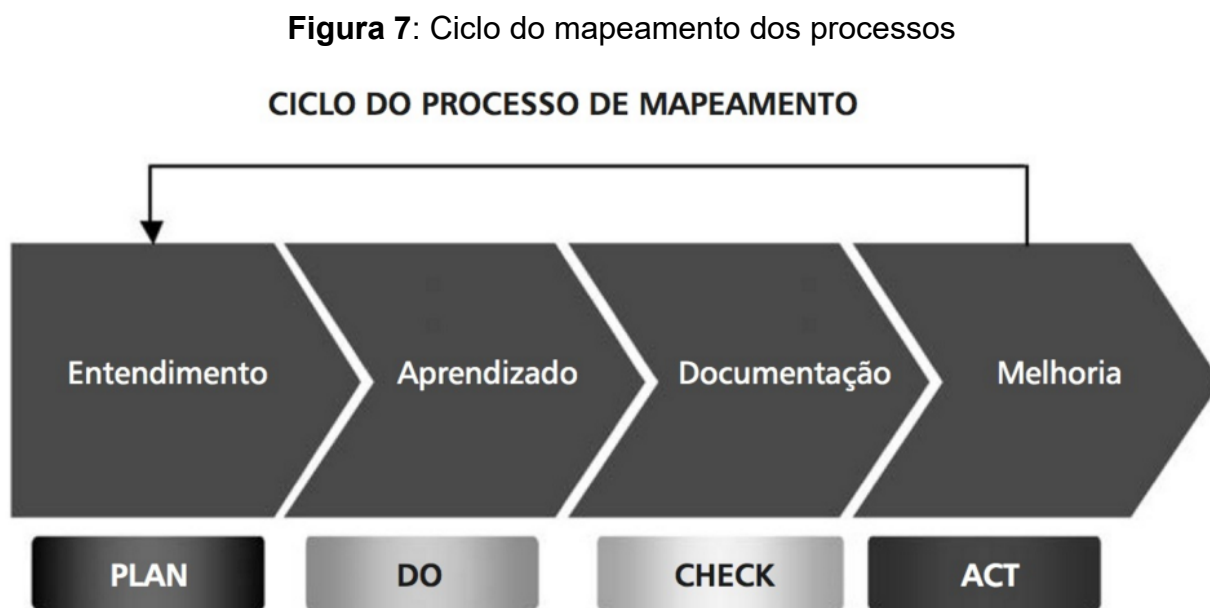 Figura 7: Ciclo do mapeamento dos processos
CICLO DO PROCESSO DE MAPEAMENTO
Entendimento
Aprendizado
Documentação
Melhoria
PLAN
DO
CHECK
ACT